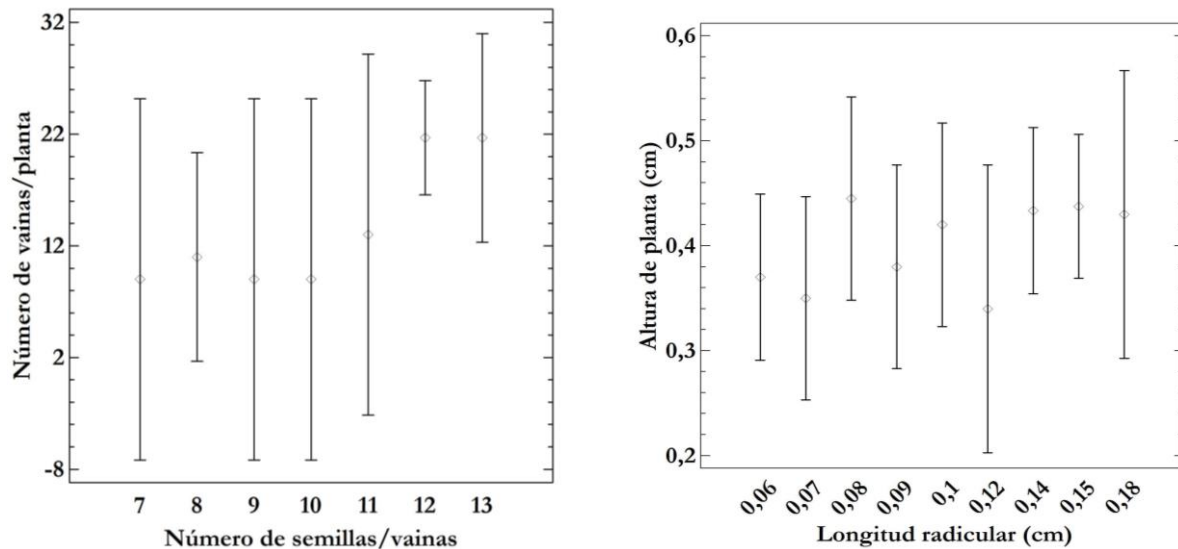 Número de vainas/planta
32
22
12
2
-8
7 8 9 10 11 12 13
Número de semillas/vainas
Altura de planta (cm)
0,6
0,5
0,4
0,3
0,2
0,06 0,07 0,08 0,09 0,1 0,12 0,14 0,15 0,18
Longitud radicular (cm)